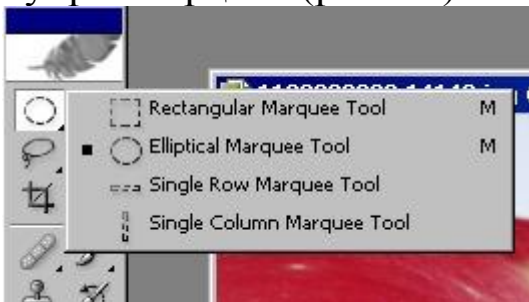 Rectangular Marquee Tool M
Elliptical Marquee Tool M
Single Row Marquee Tool
Single Column Marquee Tool